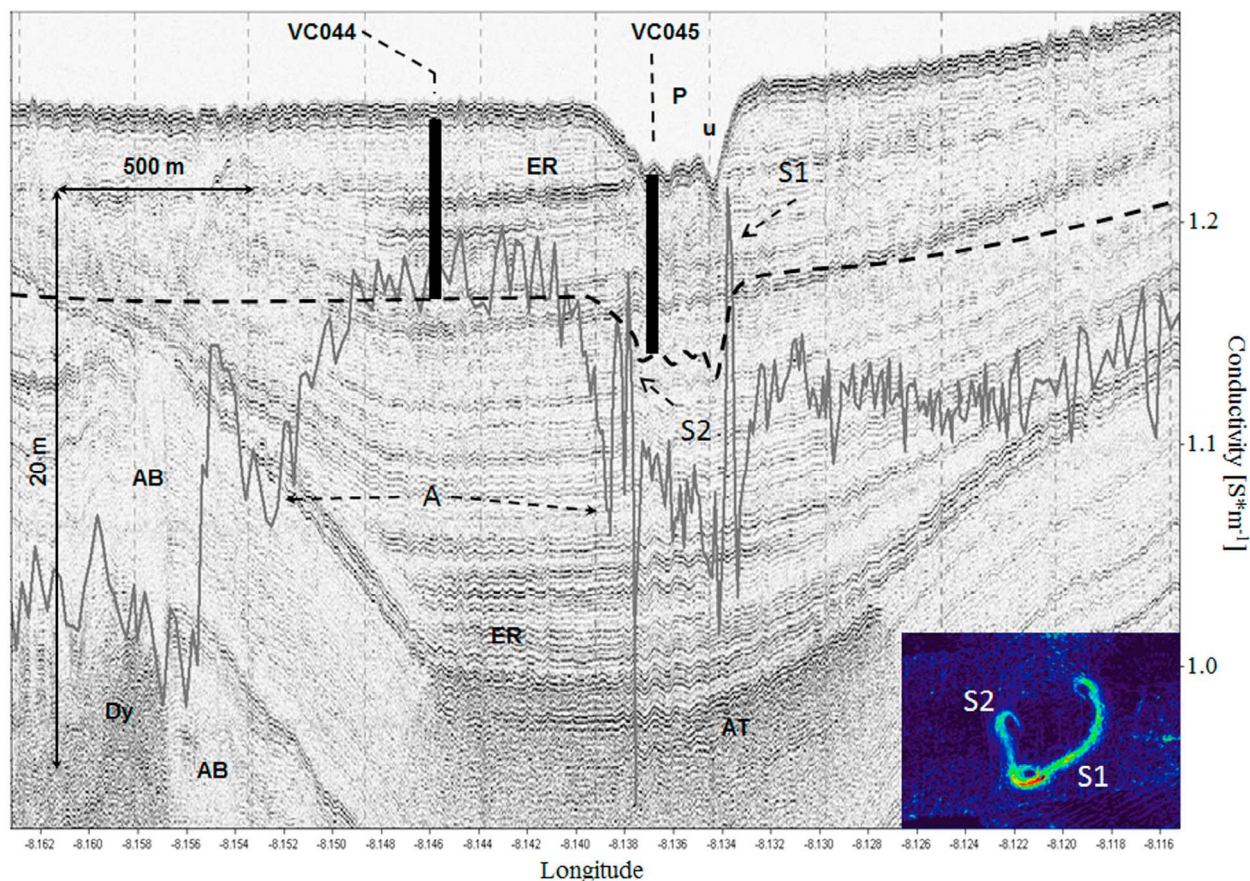 VC044
VC045
P
u
500 m
ER
S1
1.2
S2
20 m
AB
A
1.10
Conductivity [S*m-1]
ER
1.0
Dy
AT
AB
S2
S1
-8.162 -8.160 -8.158 -8.156 -8.154 -8.152 -8.150 -8.148 -8.146 -8.144 -8.142 -8.140 -8.138 -8.136 -8.134 -8.132 -8.130 -8.128 -8.126 -8.124 -8.122 -8.120 -8.118 -8.116
Longitude